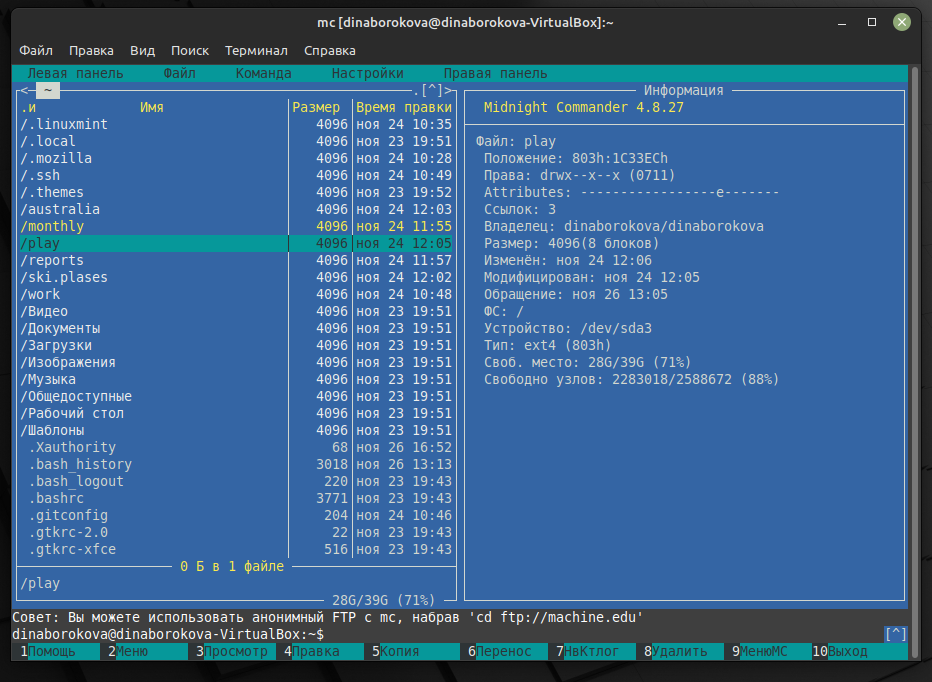 mc [dinaborokova@dinaborokova-VirtualBox]:~
Файл Правка Вид Поиск Терминал Справка
Левая панель Файл Команда Настройки Правая панель
<- ~ .[^]>
.и Имя Размер Время правки
/.linuxmint 4096 ноя 24 10:35
/.local 4096 ноя 23 19:51
/.mozilla 4096 ноя 24 10:28
/.ssh 4096 ноя 24 10:49
/.themes 4096 ноя 23 19:52
/australia 4096 ноя 24 12:03
/monthly 4096 ноя 24 11:55
/play 4096 ноя 24 12:05
/reports 4096 ноя 24 11:57
/ski.plases 4096 ноя 24 12:02
/work 4096 ноя 24 10:48
/Видео 4096 ноя 23 19:51
/Документы 4096 ноя 23 19:51
/Загрузки 4096 ноя 23 19:51
/Изображения 4096 ноя 23 19:51
/Музыка 4096 ноя 23 19:51
/Общедоступные 4096 ноя 23 19:51
/Рабочий стол 4096 ноя 23 19:51
/Шаблоны 4096 ноя 23 19:51
.Xauthority 68 ноя 26 16:52
.bash_history 3018 ноя 26 13:13
.bash_logout 220 ноя 23 19:43
.bashrc 3771 ноя 23 19:43
.gitconfig 204 ноя 24 10:46
.gtkrc-2.0 22 ноя 23 19:43
.gtkrc-xfce 516 ноя 23 19:43
0 Б в 1 файле
/play
28G/39G (71%)
Информация
Midnight Commander 4.8.27
Файл: play
Положение: 803h:1C33ECh
Права: drwx--x--x (0711)
Attributes: -----------------e-------
Ссылок: 3
Владелец: dinaborokova/dinaborokova
Размер: 4096(8 блоков)
Изменён: ноя 24 12:06
Модифицирован: ноя 24 12:05
Обращение: ноя 26 13:05
ФС: /
Устройство: /dev/sda3
Тип: ext4 (803h)
Своб. место: 28G/39G (71%)
Свободно узлов: 2283018/2588672 (88%)
Совет: Вы можете использовать анонимный FTP с mc, набрав 'cd ftp://machine.edu'
dinaborokova@dinaborokova-VirtualBox:~$ [^]
1Помощь 2Меню 3Просмотр 4Правка 5Копия 6Перенос 7НвКтлог 8Удалить 9МенюMC 10Выход